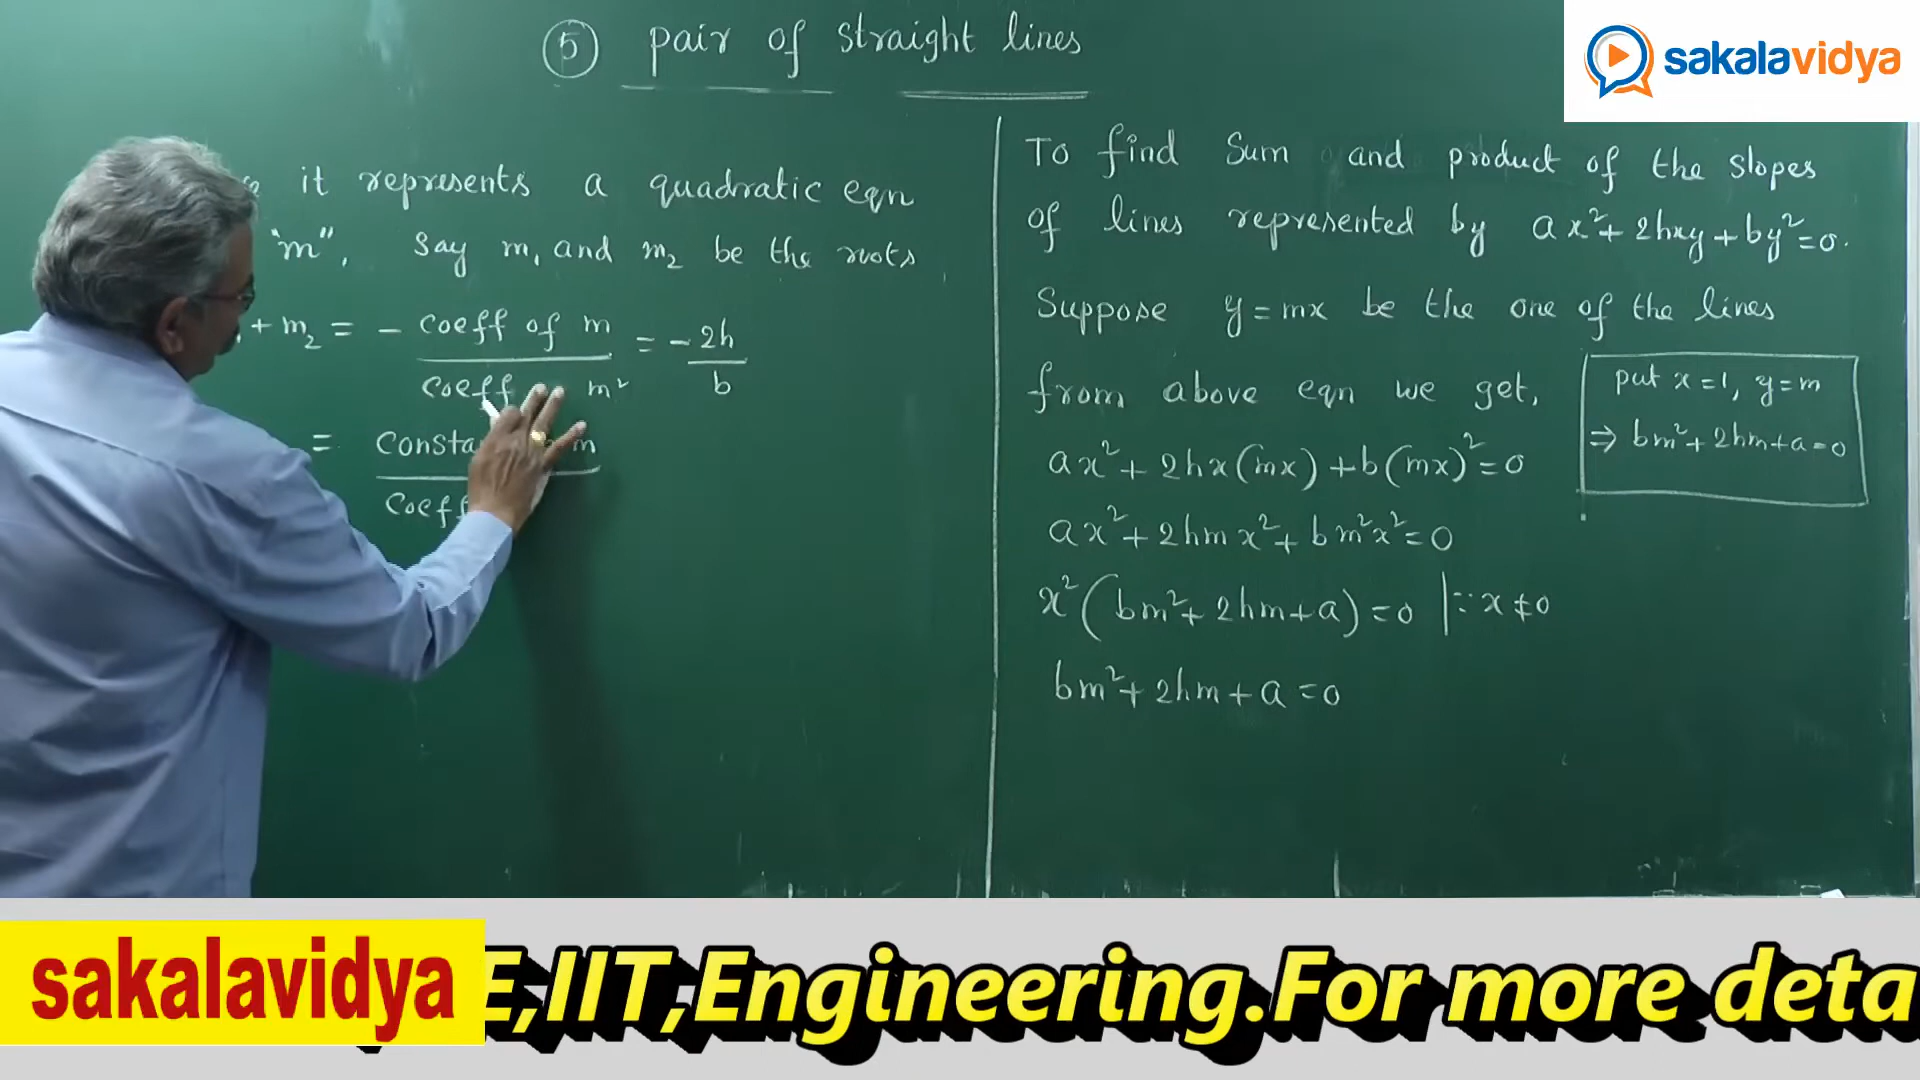 ⑤ pair of straight lines
sakalavidya
it represents a quadratic eqn
"m". Say m₁ and m₂ be the roots
+ m₂ = - coeff of m / coeff m² = - 2h / b
= consta m / coeff
To find Sum and product of the slopes
of lines represented by ax²+2hxy+by²=0.
Suppose y=mx be the one of the lines
from above eqn we get,
ax²+2hx(mx)+b(mx)²=0
ax²+2hmx²+bm²x²=0
x²(bm²+2hm+a)=0 |∵x≠0
bm²+2hm+a=0
put x=1, y=m
⇒ bm²+2hm+a=0
sakalavidya
E,IIT,Engineering.For more deta